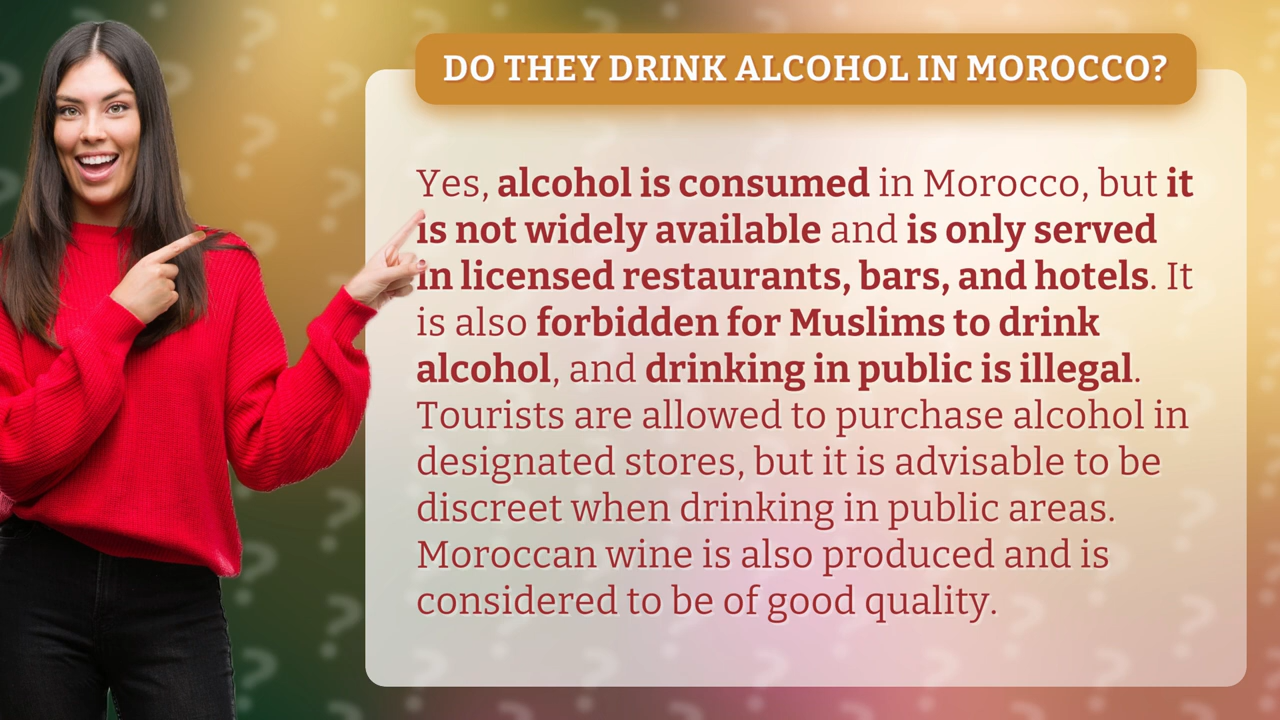 DO THEY DRINK ALCOHOL IN MOROCCO?
Yes, alcohol is consumed in Morocco, but it
is not widely available and is only served
in licensed restaurants, bars, and hotels. It
is also forbidden for Muslims to drink
alcohol, and drinking in public is illegal.
Tourists are allowed to purchase alcohol in
designated stores, but it is advisable to be
discreet when drinking in public areas.
Moroccan wine is also produced and is
considered to be of good quality.